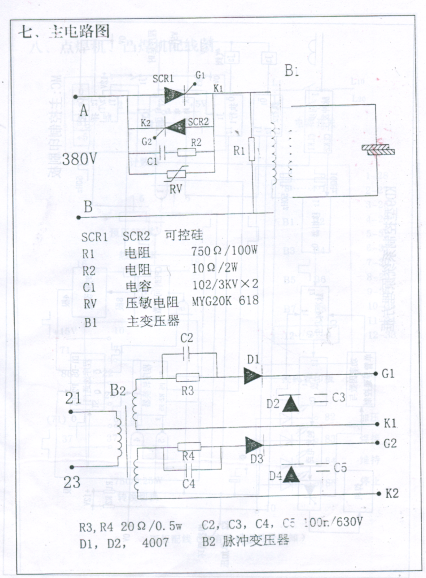 七、主电路图
SCR1 G1
K1
B1
A
K2 SCR2
G2
C1 R2
R1
380V
RV
B
SCR1 SCR2 可控硅
R1 电阻 750Ω/100W
R2 电阻 10Ω/2W
C1 电容 102/3KV×2
RV 压敏电阻 MYG20K 618
B1 主变压器
C2
D1
G1
R3
21 B2
D2 C3
K1
G2
R4 D3
C4
D4 C5
23
K2
R3,R4 20Ω/0.5w C2, C3, C4, C5 100n/630V
D1, D2, 4007 B2 脉冲变压器